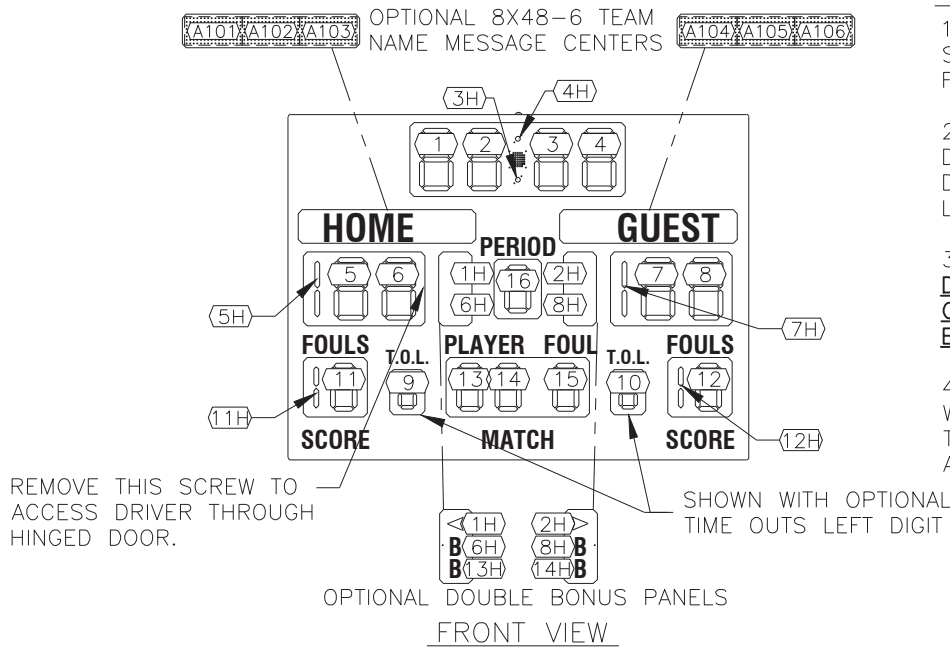 OPTIONAL 8X48-6 TEAM
NAME MESSAGE CENTERS
A101 A102 A103
A104 A105 A106
3H 4H
1 2 3 4
HOME GUEST
PERIOD
5 6 1H 16 2H 7 8
6H 8H
5H
7H
FOULS PLAYER FOUL FOULS
T.O.L. T.O.L.
11 9 13 14 15 10 12
11H
12H
SCORE MATCH SCORE
REMOVE THIS SCREW TO
ACCESS DRIVER THROUGH
HINGED DOOR.
SHOWN WITH OPTIONAL
TIME OUTS LEFT DIGIT
1H 2H
B 6H 8H B
B 13H 14H B
OPTIONAL DOUBLE BONUS PANELS
FRONT VIEW